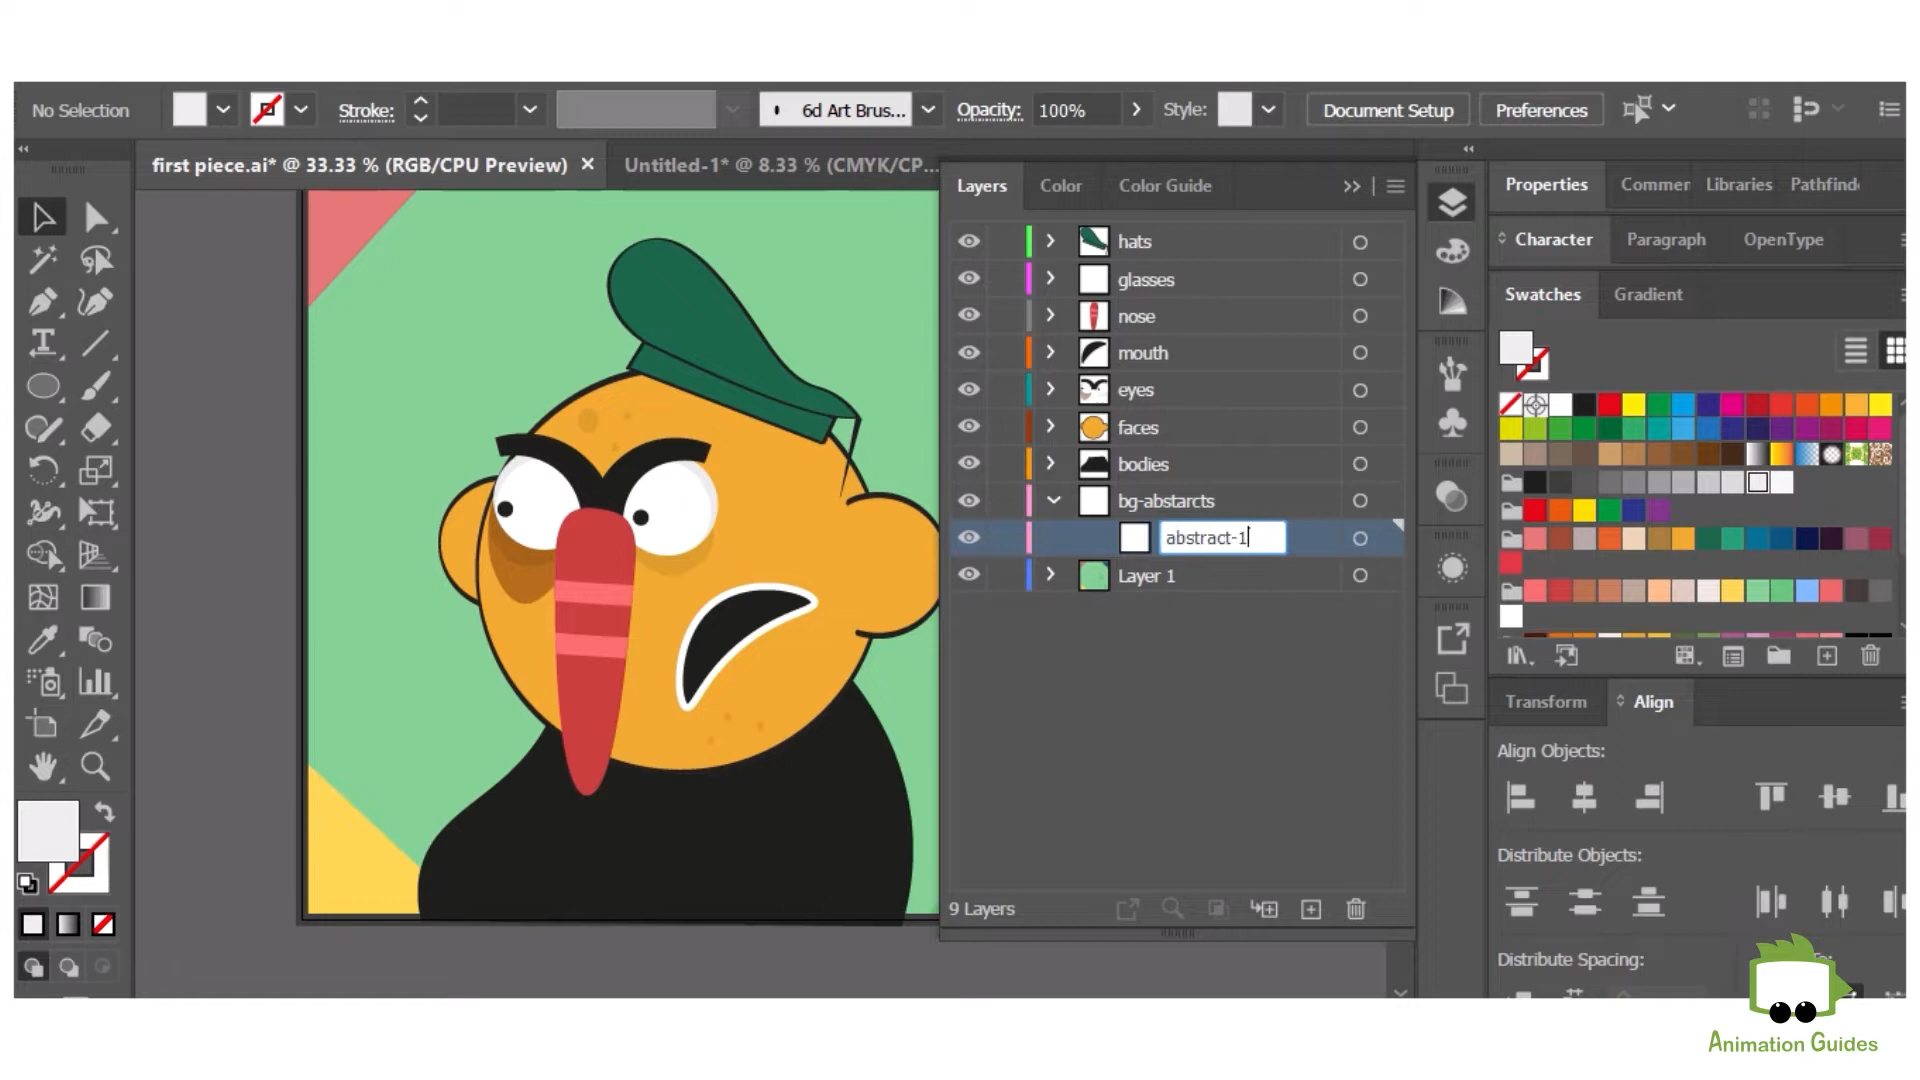 No Selection
Stroke:
6d Art Brus...
Opacity: 100%
Style:
Document Setup
Preferences
first piece.ai* @ 33.33 % (RGB/CPU Preview)
Untitled-1* @ 8.33 % (CMYK/CP...
Layers
Color
Color Guide
hats
glasses
nose
mouth
eyes
faces
bodies
bg-abstarcts
abstract-1
Layer 1
9 Layers
Properties
Commer
Libraries
Pathfind
Character
Paragraph
OpenType
Swatches
Gradient
Transform
Align
Align Objects:
Distribute Objects:
Distribute Spacing:
To:
Animation Guides